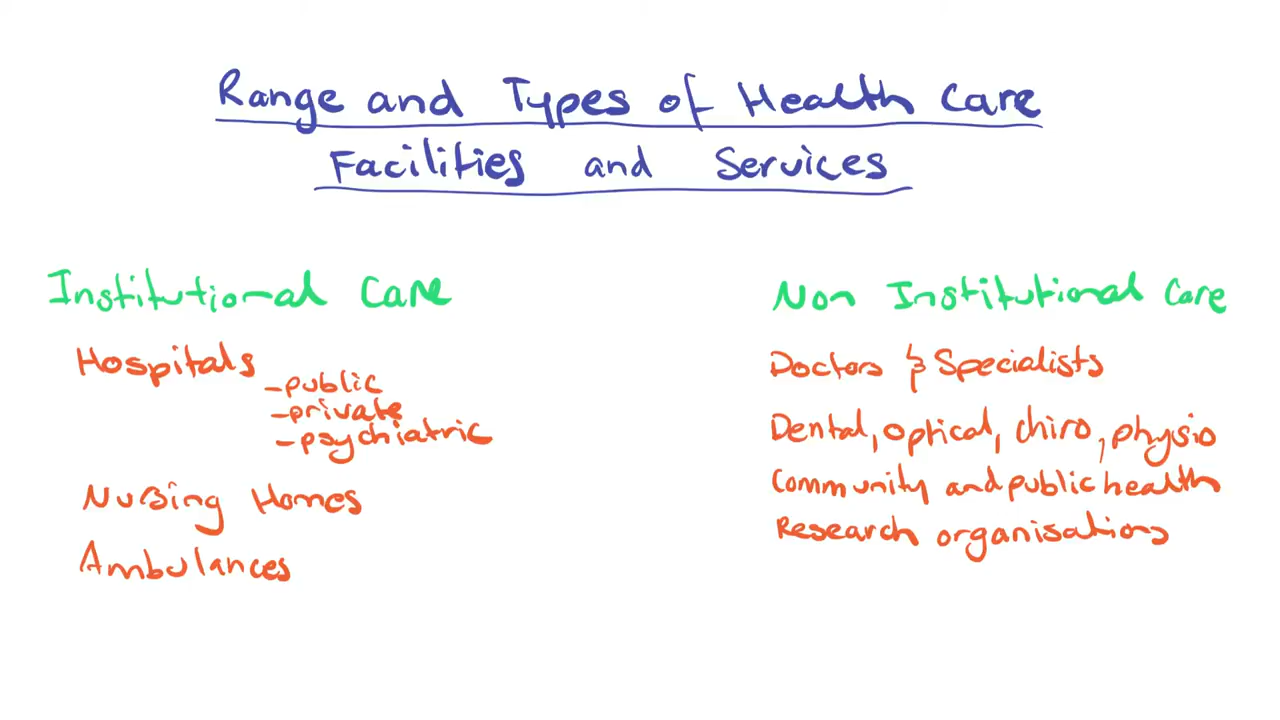 Range and Types of Health Care
Facilities and Services
Institutional Care
Hospitals
-public
-private
-psychiatric
Nursing Homes
Ambulances
Non Institutional Care
Doctors & Specialists
Dental, optical, chiro, physio
Community and public health
Research organisations